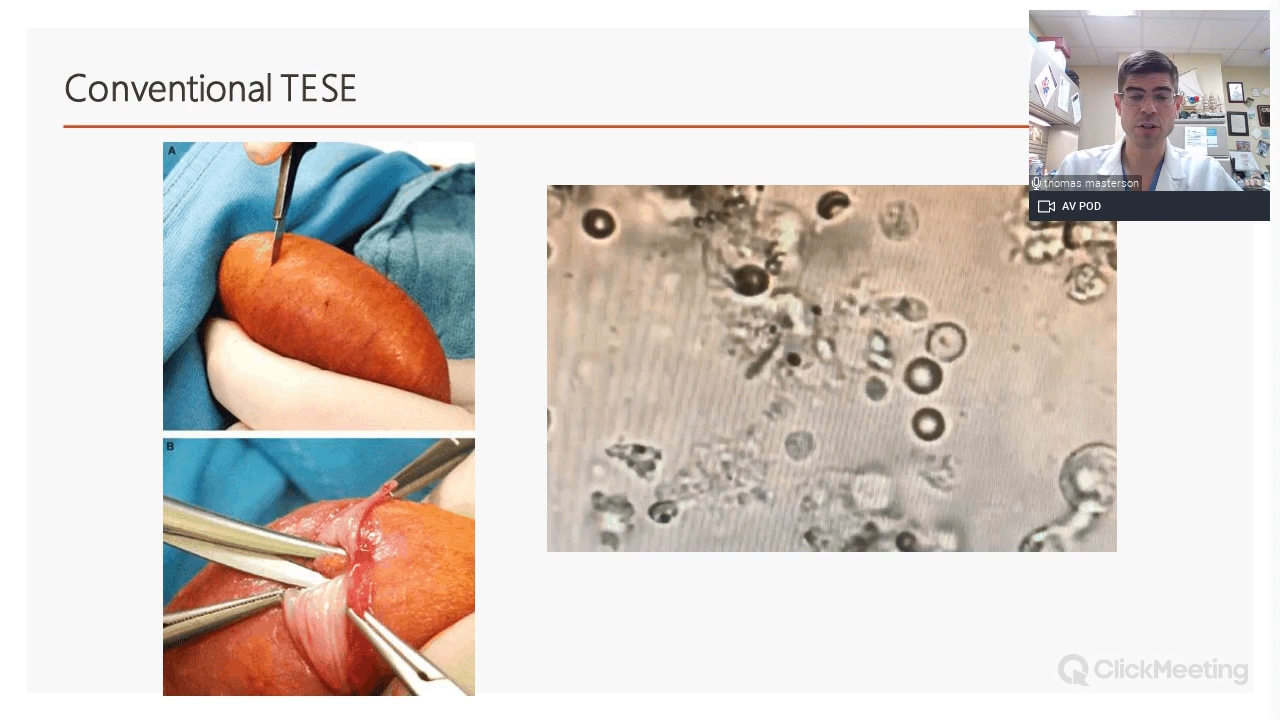 Conventional TESE
A
B
thomas masterson
AV POD
ClickMeeting